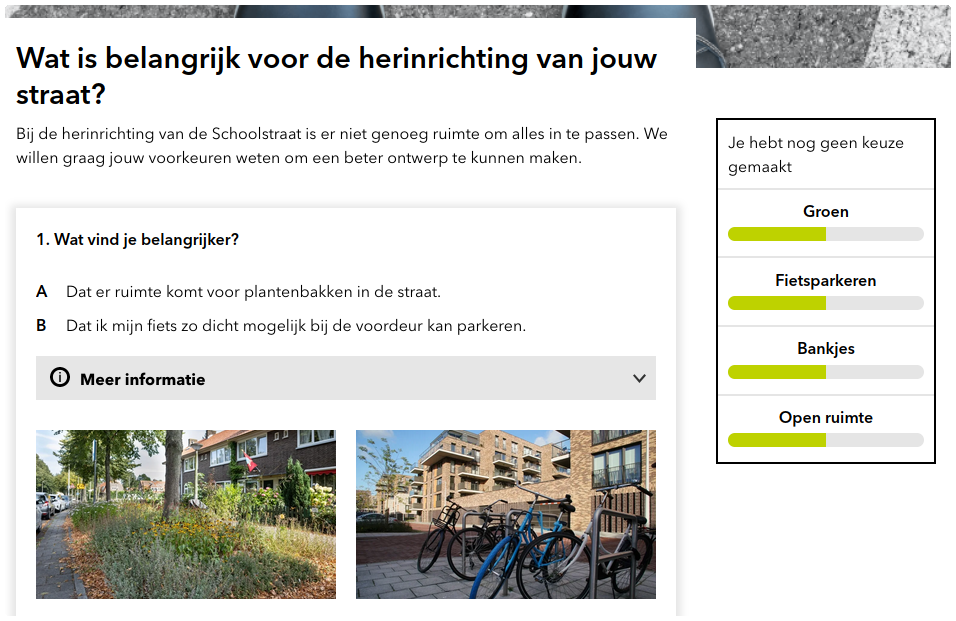 Wat is belangrijk voor de herinrichting van jouw
straat?
Bij de herinrichting van de Schoolstraat is er niet genoeg ruimte om alles in te passen. We
willen graag jouw voorkeuren weten om een beter ontwerp te kunnen maken.
1. Wat vind je belangrijker?
A Dat er ruimte komt voor plantenbakken in de straat.
B Dat ik mijn fiets zo dicht mogelijk bij de voordeur kan parkeren.
Meer informatie
Je hebt nog geen keuze
gemaakt
Groen
Fietsparkeren
Bankjes
Open ruimte